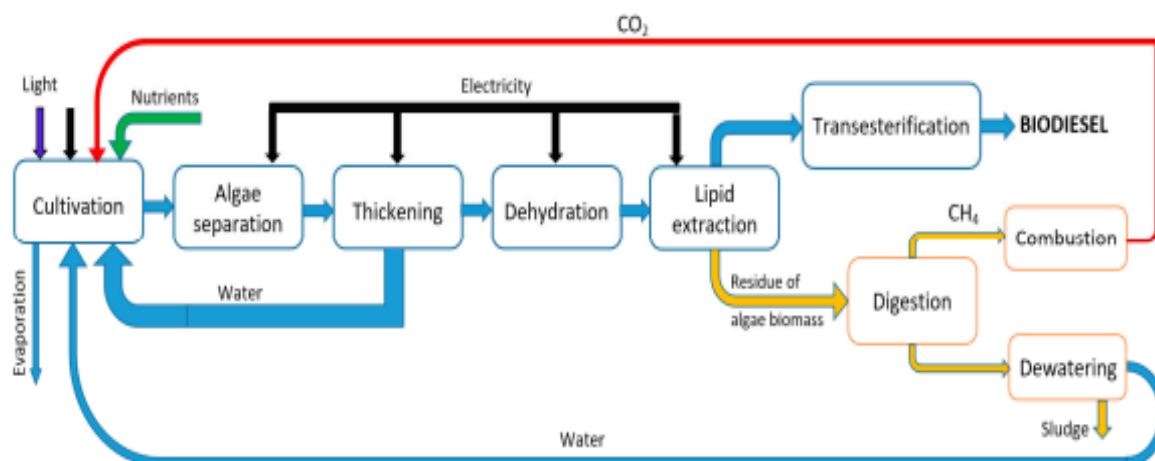 CO₂
Light
Nutrients
Electricity
Transesterification
BIODIESEL
Cultivation
Algae
separation
Thickening
Dehydration
Lipid
extraction
CH₄
Combustion
Water
Residue of
algae biomass
Digestion
Evaporation
Dewatering
Sludge
Water